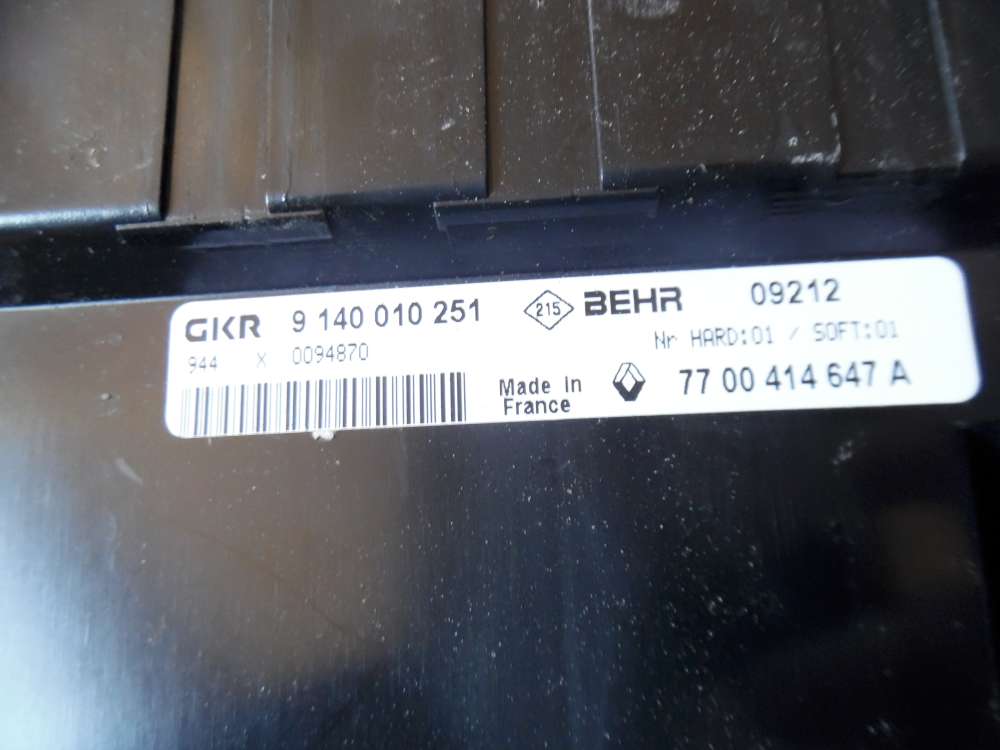 GKR 9 140 010 251 215 BEHR 09212
944 X 0094870 Nr HARD:01 / SOFT:01
Made in 77 00 414 647 A
France